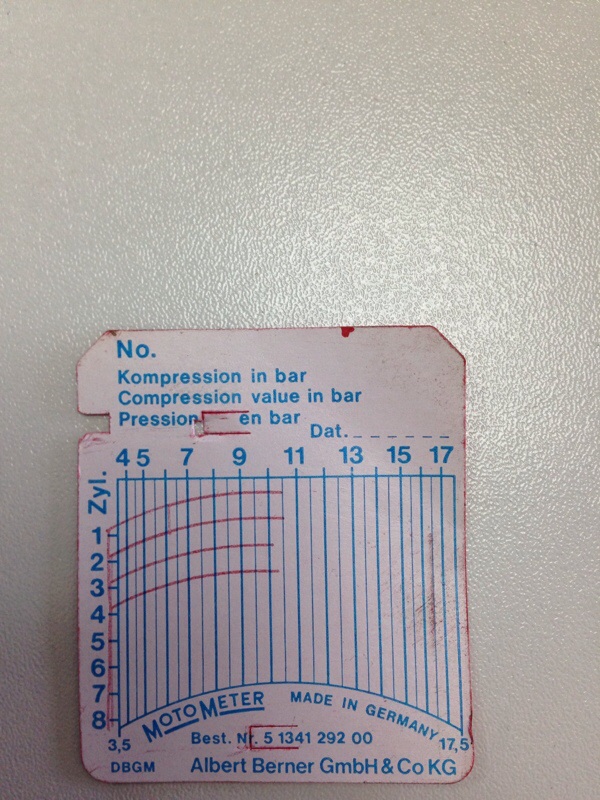 No.
Kompression in bar
Compression value in bar
Pression en bar
Dat.
4 5 7 9 11 13 15 17
Zyl.
1
2
3
4
5
6
7
8
MOTOMETER MADE IN GERMANY
3,5 Best. Nr. 5 1341 292 00 17,5
DBGM Albert Berner GmbH & Co KG